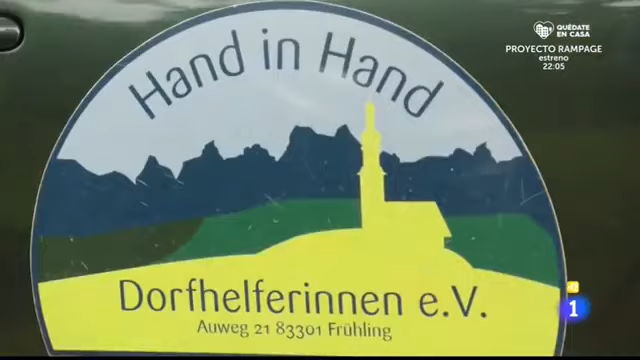 QUÉDATE
EN CASA
PROYECTO RAMPAGE
estreno
22:05
Hand in Hand
Dorfhelferinnen e.V.
Auweg 21 83301 Frühling
1